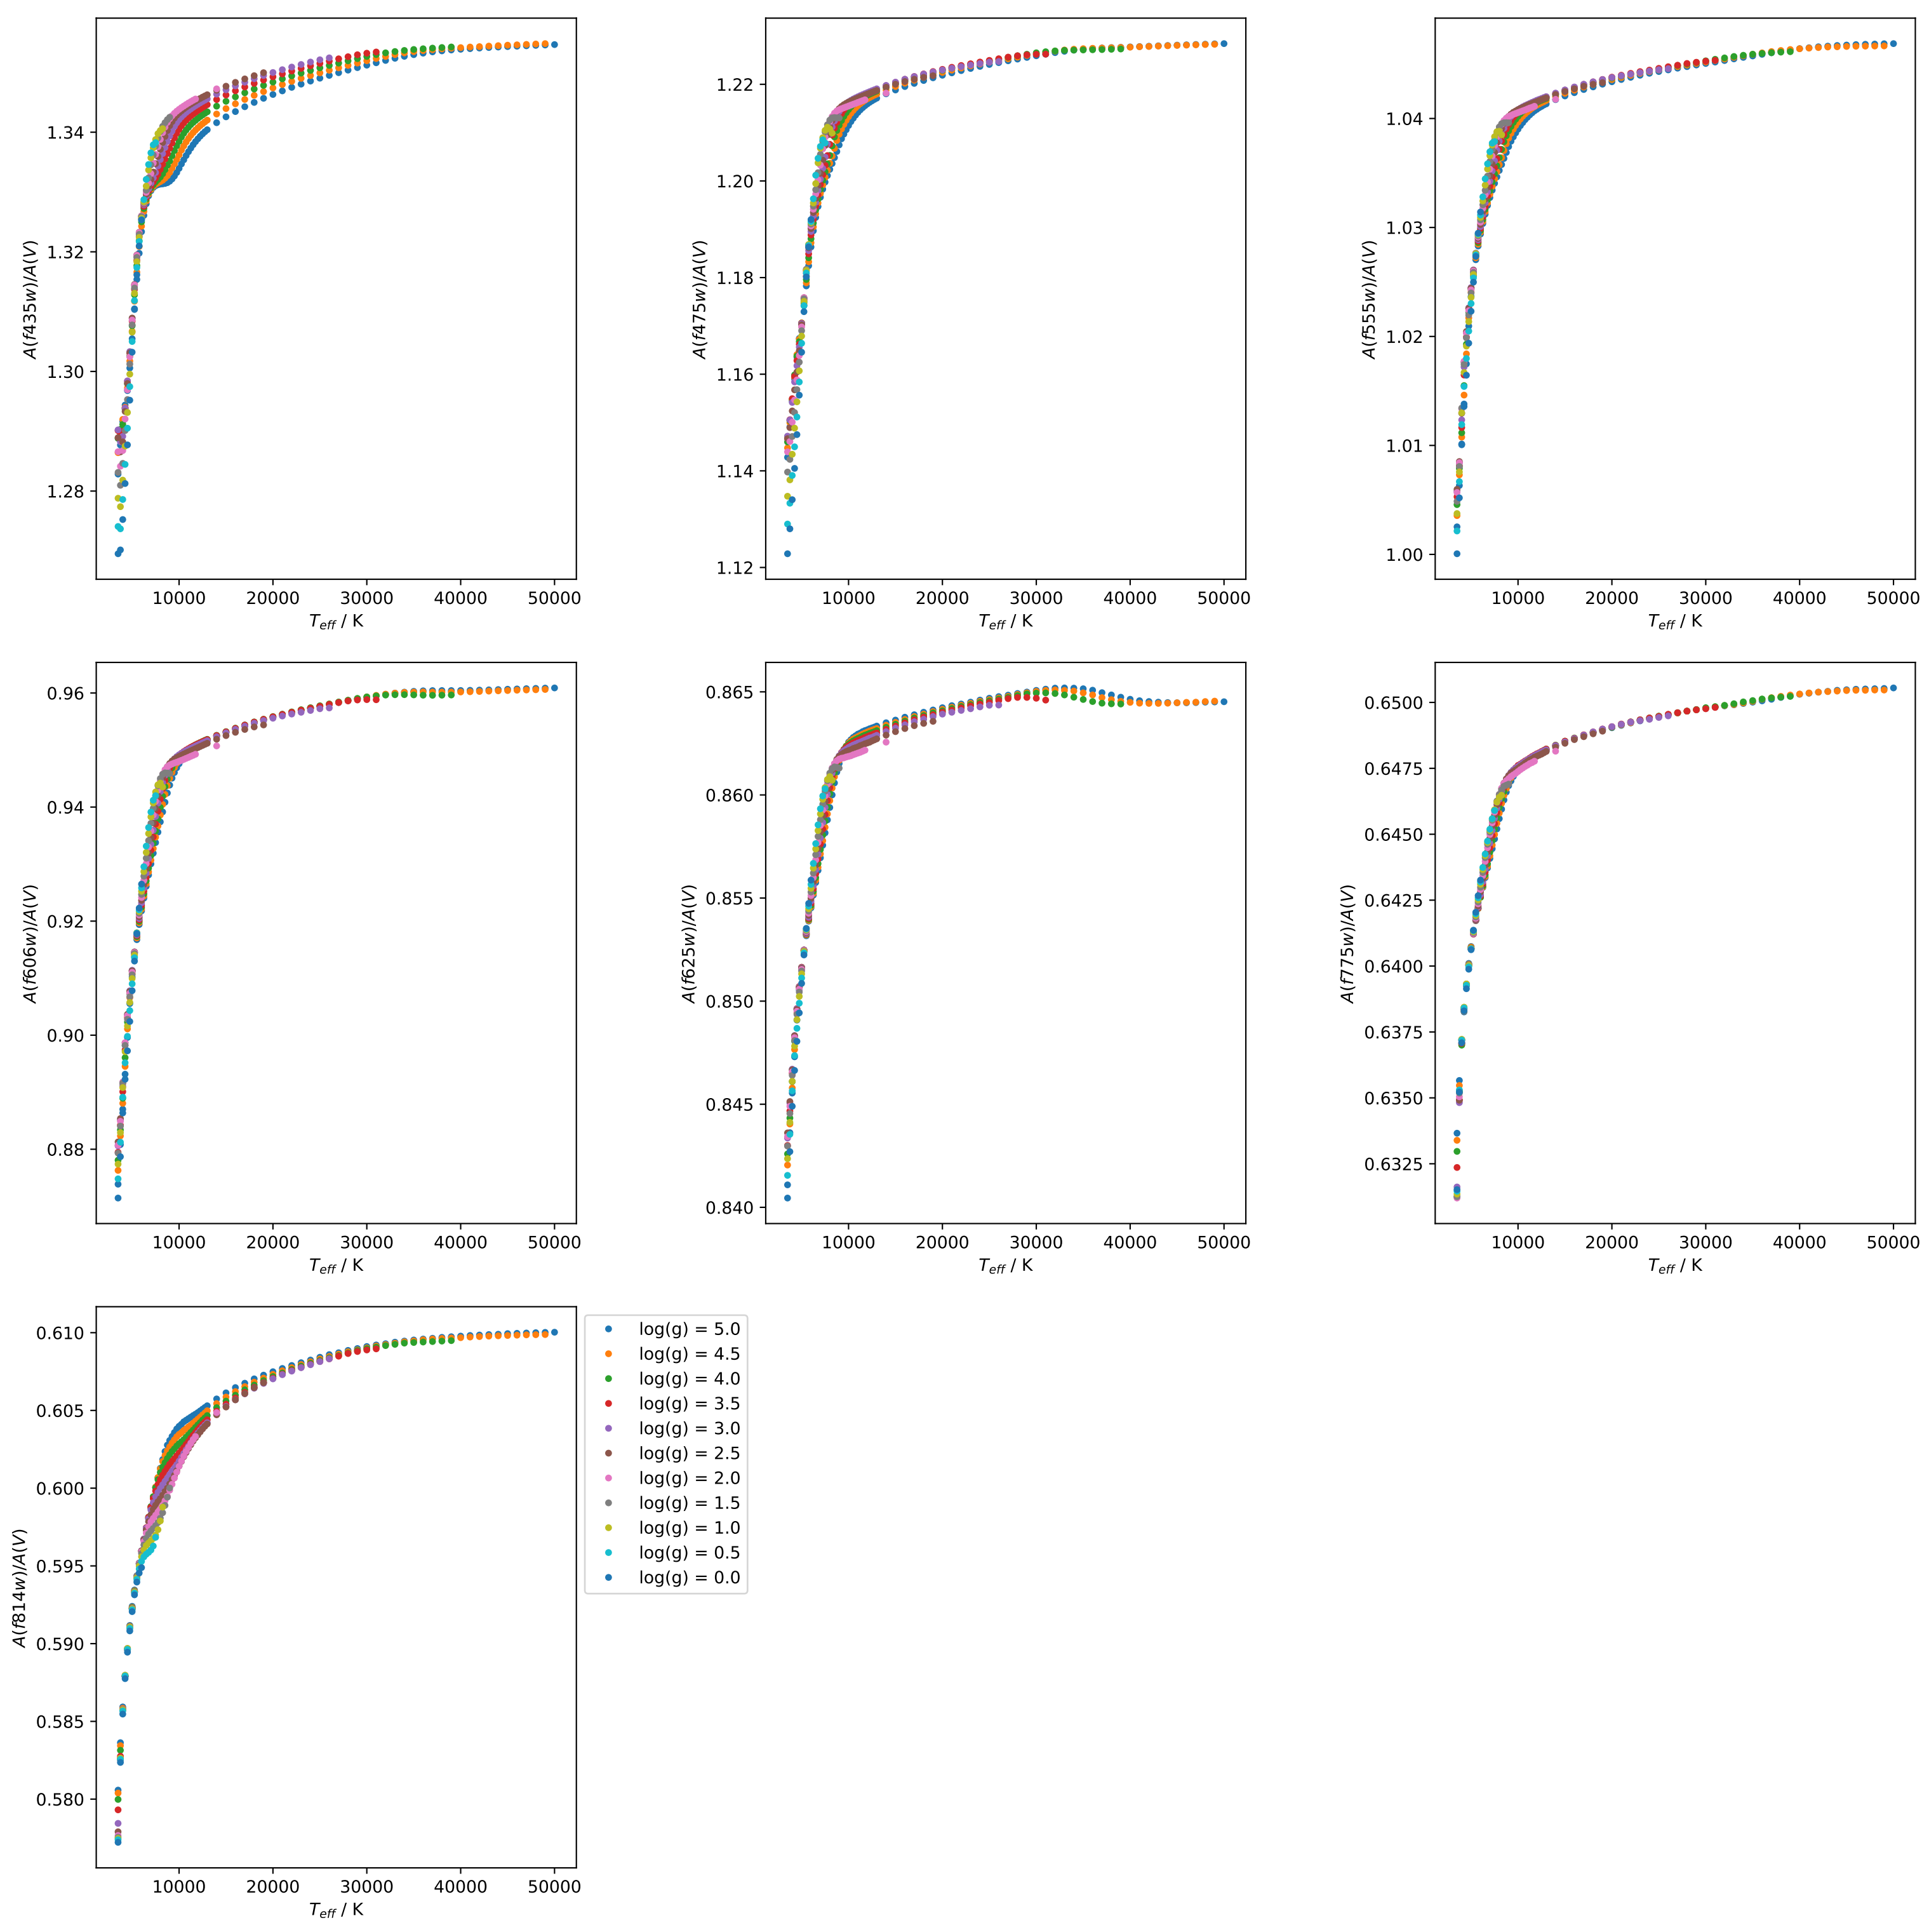 1.34
1.32
1.30
1.28
A(f435w)/A(V)
10000 20000 30000 40000 50000
T_eff / K
1.22
1.20
1.18
1.16
1.14
1.12
A(f475w)/A(V)
10000 20000 30000 40000 50000
T_eff / K
1.04
1.03
1.02
1.01
1.00
A(f555w)/A(V)
10000 20000 30000 40000 50000
T_eff / K
0.96
0.94
0.92
0.90
0.88
A(f606w)/A(V)
10000 20000 30000 40000 50000
T_eff / K
0.865
0.860
0.855
0.850
0.845
0.840
A(f625w)/A(V)
10000 20000 30000 40000 50000
T_eff / K
0.6500
0.6475
0.6450
0.6425
0.6400
0.6375
0.6350
0.6325
A(f775w)/A(V)
10000 20000 30000 40000 50000
T_eff / K
0.610
0.605
0.600
0.595
0.590
0.585
0.580
A(f814w)/A(V)
10000 20000 30000 40000 50000
T_eff / K
log(g) = 5.0
log(g) = 4.5
log(g) = 4.0
log(g) = 3.5
log(g) = 3.0
log(g) = 2.5
log(g) = 2.0
log(g) = 1.5
log(g) = 1.0
log(g) = 0.5
log(g) = 0.0